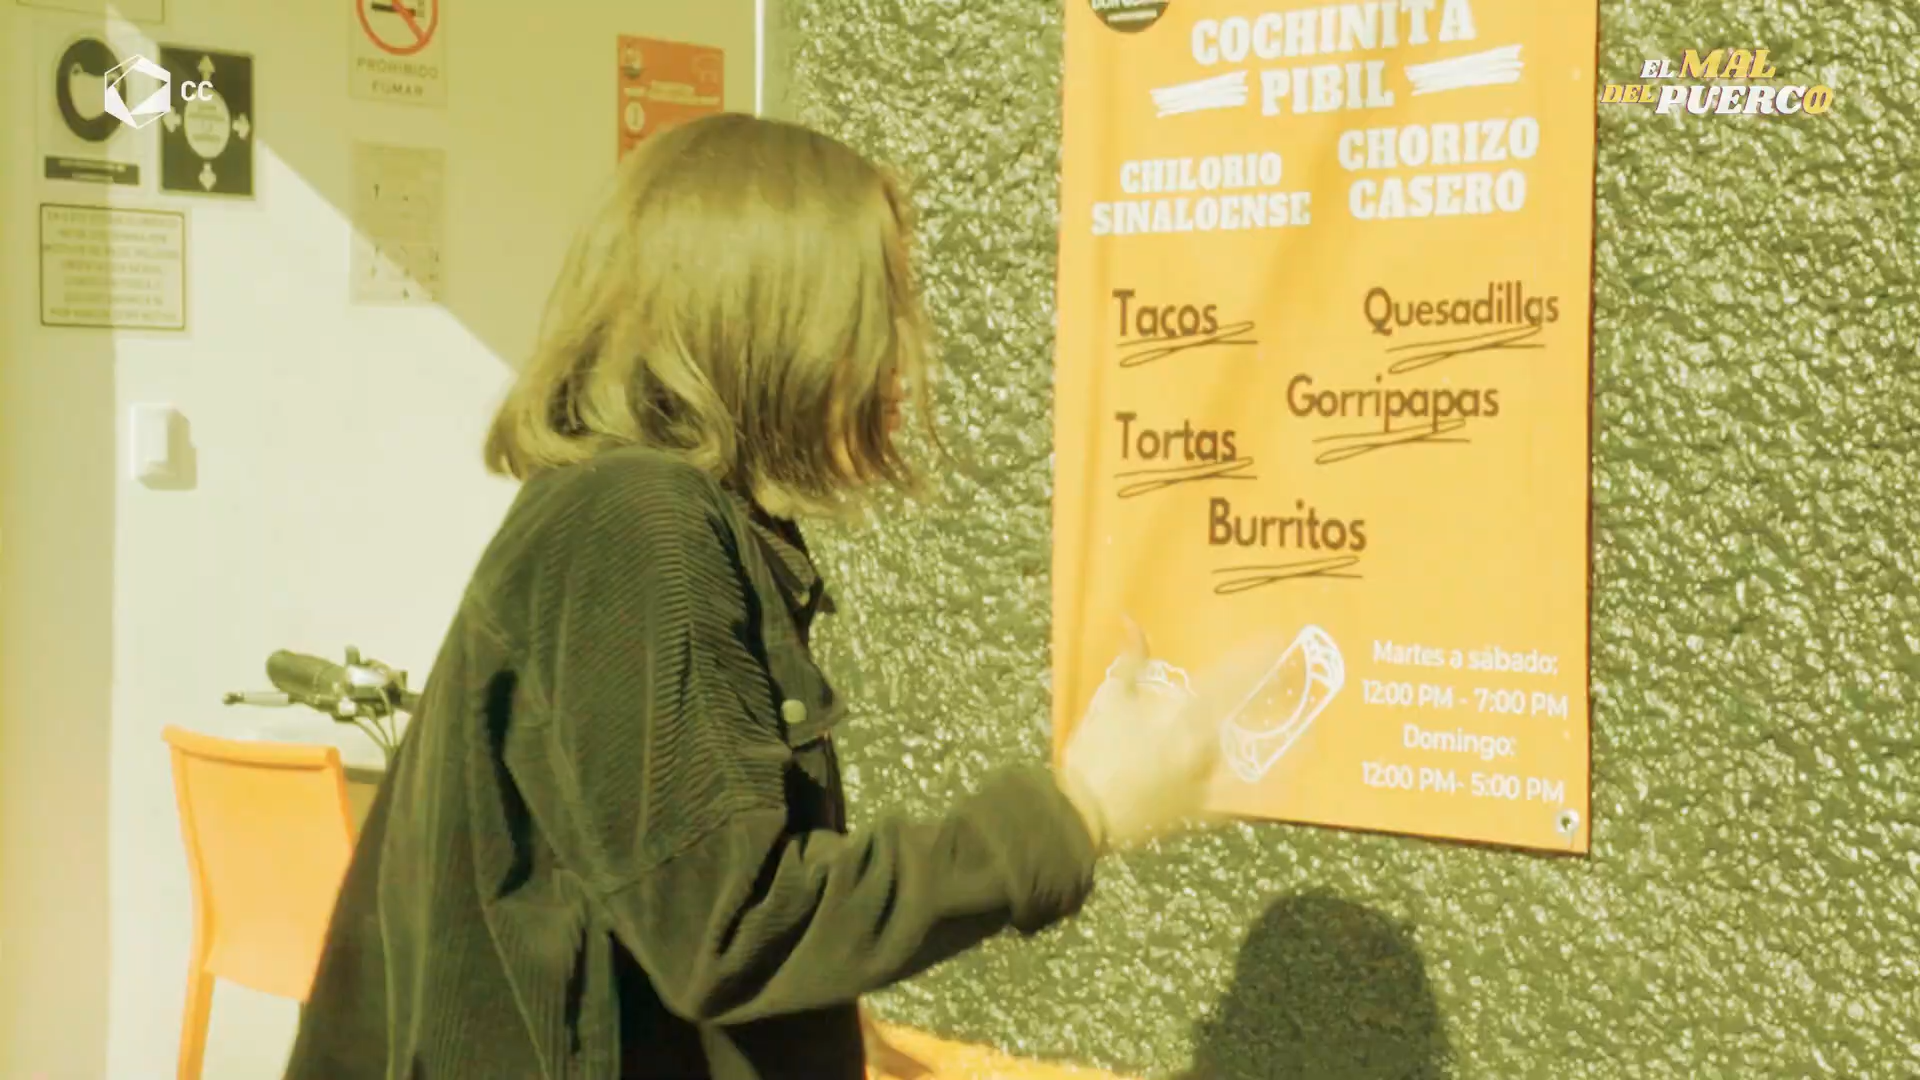 CC
EL MAL
DEL PUERCO
PROHIBIDO
FUMAR
COCHINITA
PIBIL
CHILORIO
SINALOENSE
CHORIZO
CASERO
Tacos
Quesadillas
Gorripapas
Tortas
Burritos
Martes a sábado:
12:00 PM - 7:00 PM
Domingo:
12:00 PM- 5:00 PM